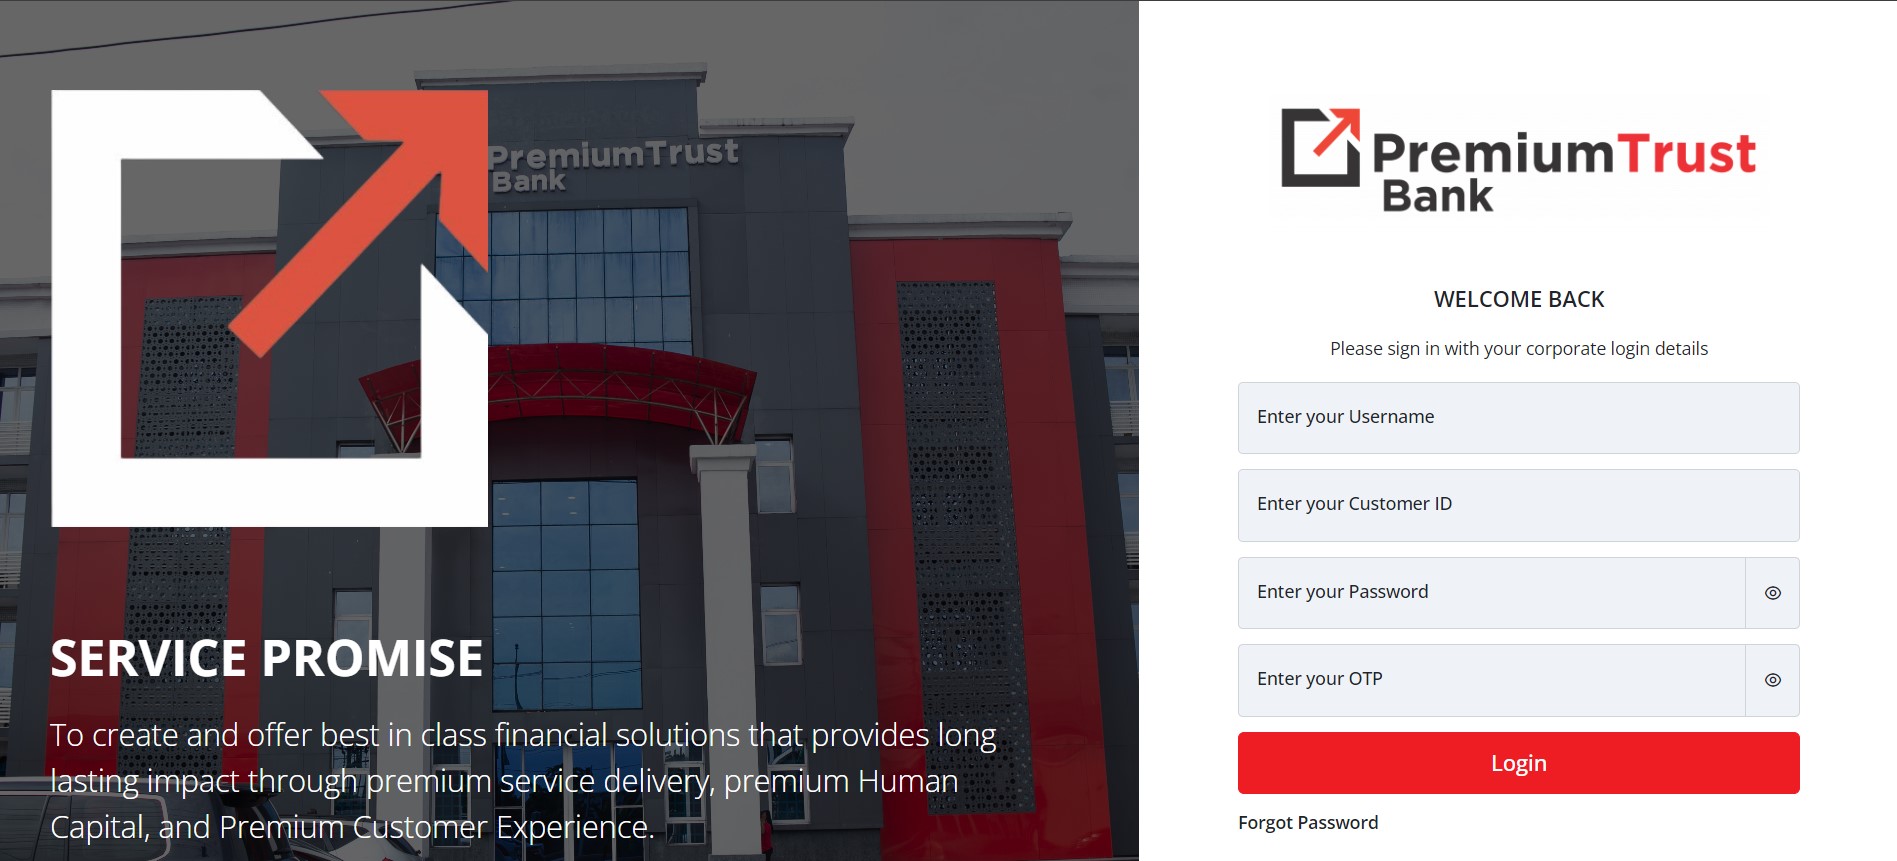 PremiumTrust
Bank
SERVICE PROMISE
To create and offer best in class financial solutions that provides long
lasting impact through premium service delivery, premium Human
Capital, and Premium Customer Experience.
PremiumTrust
Bank
WELCOME BACK
Please sign in with your corporate login details
Enter your Username
Enter your Customer ID
Enter your Password
Enter your OTP
Login
Forgot Password